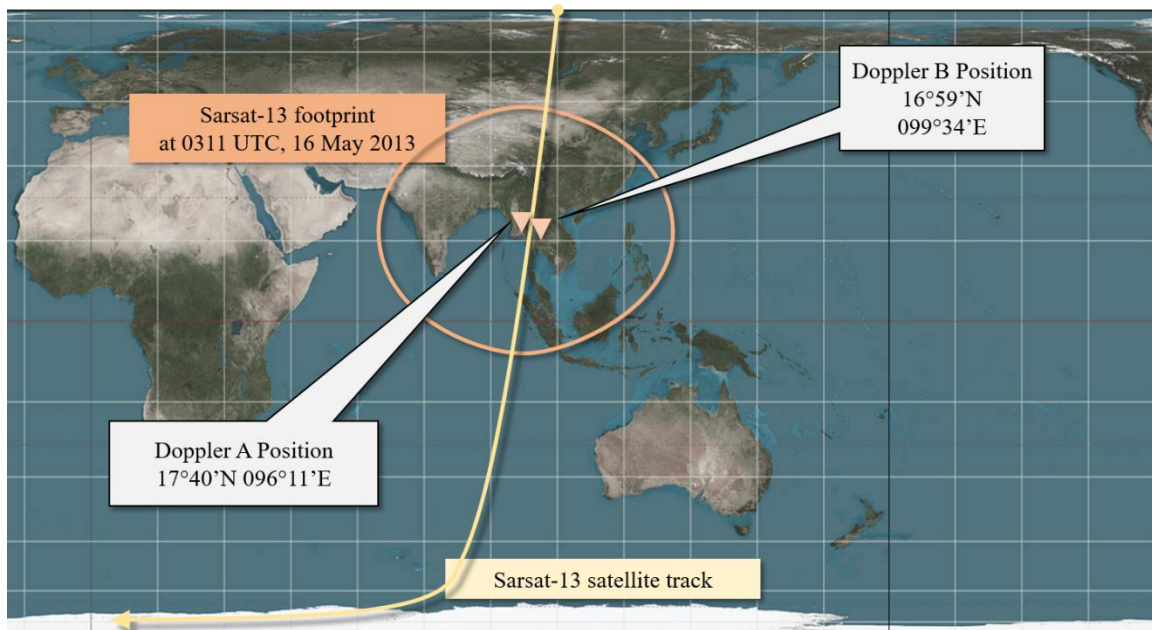 Sarsat-13 footprint
at 0311 UTC, 16 May 2013
Doppler B Position
16°59’N
099°34’E
Doppler A Position
17°40’N 096°11’E
Sarsat-13 satellite track